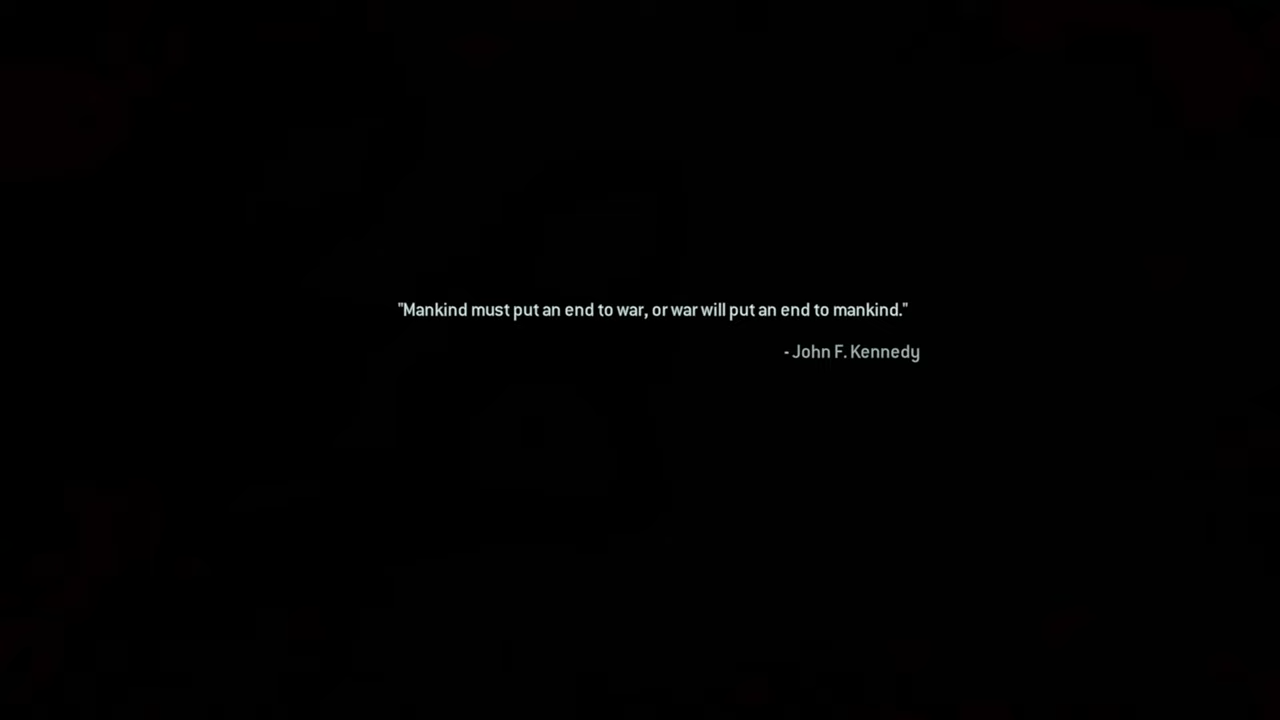 "Mankind must put an end to war, or war will put an end to mankind."
- John F. Kennedy